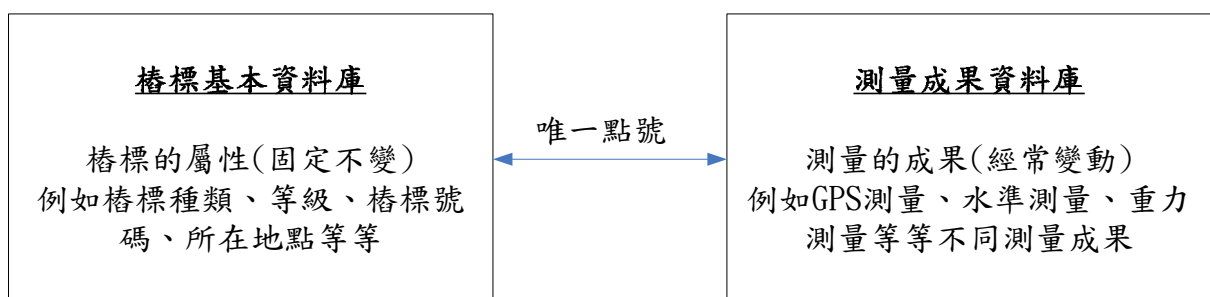 樁標基本資料庫
樁標的屬性(固定不變)
例如樁標種類、等級、樁標號
碼、所在地點等等
唯一點號
測量成果資料庫
測量的成果(經常變動)
例如GPS測量、水準測量、重力
測量等等不同測量成果